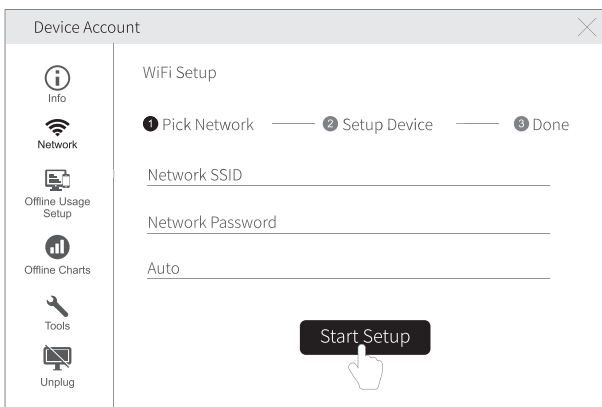 Device Account
Info
Network
Offline Usage
Setup
Offline Charts
Tools
Unplug
WiFi Setup
1 Pick Network
2 Setup Device
3 Done
Network SSID
Network Password
Auto
Start Setup